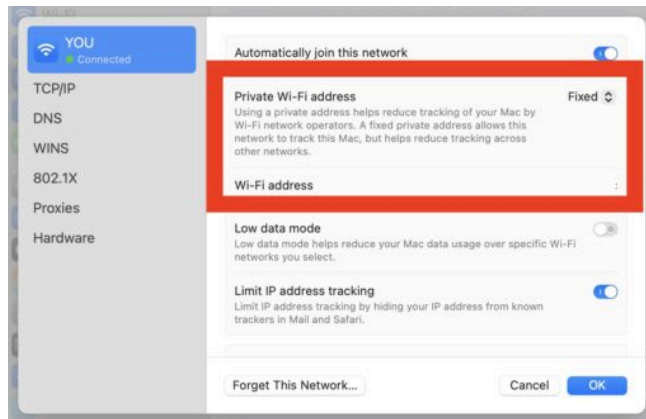 Wi-Fi
YOU
Connected
TCP/IP
DNS
WINS
802.1X
Proxies
Hardware
Automatically join this network
Private Wi-Fi address
Fixed
Using a private address helps reduce tracking of your Mac by
Wi-Fi network operators. A fixed private address allows this
network to track this Mac, but helps reduce tracking across
other networks.
Wi-Fi address
:
Low data mode
Low data mode helps reduce your Mac data usage over specific Wi-Fi
networks you select.
Limit IP address tracking
Limit IP address tracking by hiding your IP address from known
trackers in Mail and Safari.
Forget This Network...
Cancel
OK